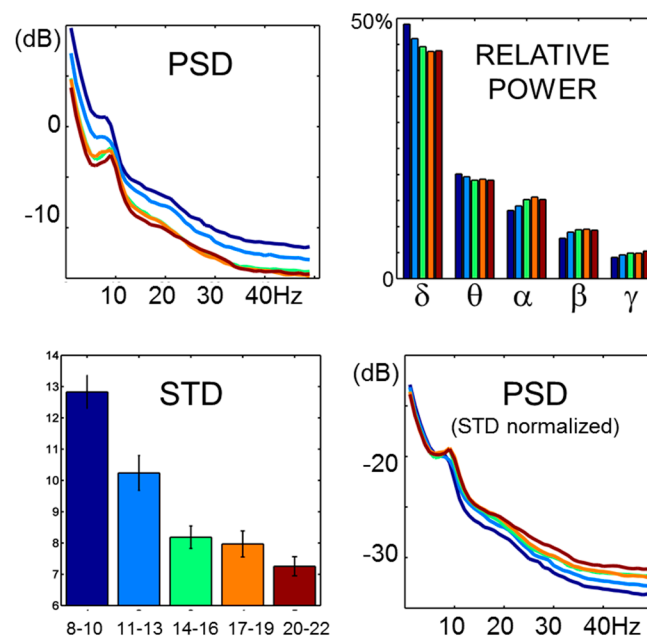 (dB)
PSD
0
-10
10
20
30
40Hz
50%
RELATIVE
POWER
0
δ
θ
α
β
γ
14
13
12
11
10
9
8
7
6
STD
8-10
11-13
14-16
17-19
20-22
(dB)
PSD
(STD normalized)
-20
-30
10
20
30
40Hz